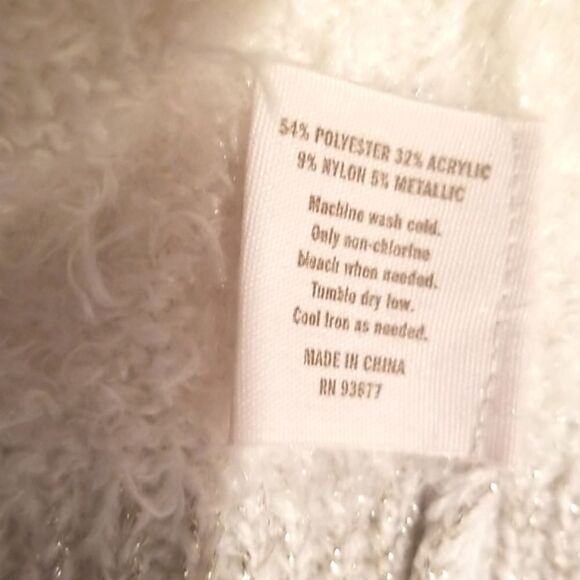 54% POLYESTER 32% ACRYLIC
9% NYLON 5% METALLIC
Machine wash cold.
Only non-chlorine
bleach when needed.
Tumble dry low.
Cool Iron as needed.
MADE IN CHINA
RN 93677